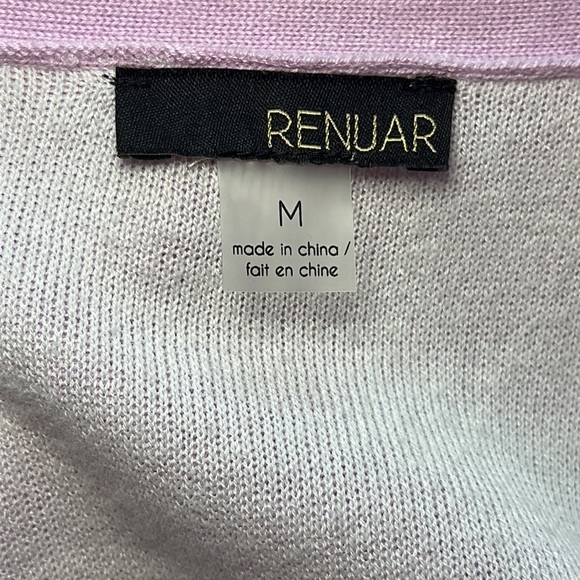 RENUAR
M
made in china /
fait en chine